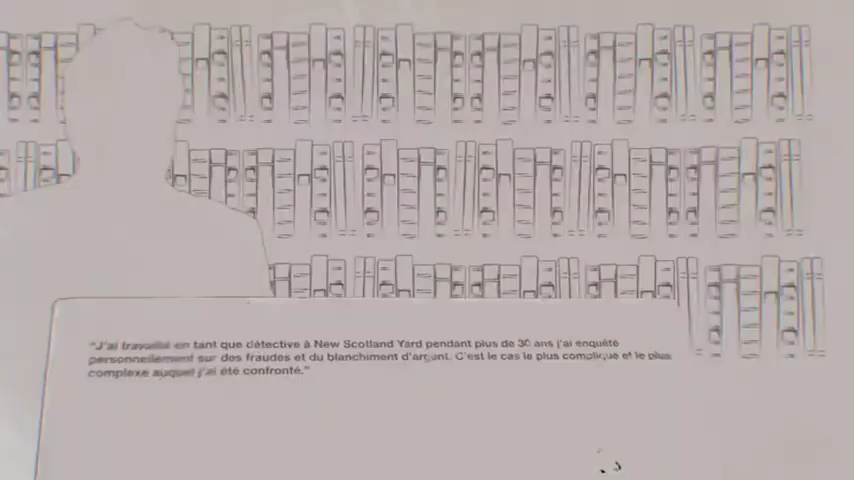 "J'ai travaillé en tant que détective à New Scotland Yard pendant plus de 30 ans j'ai enquêté
personnellement sur des fraudes et du blanchiment d'argent. C'est le cas le plus complique et le plus
complexe auquel j'ai été confronté."